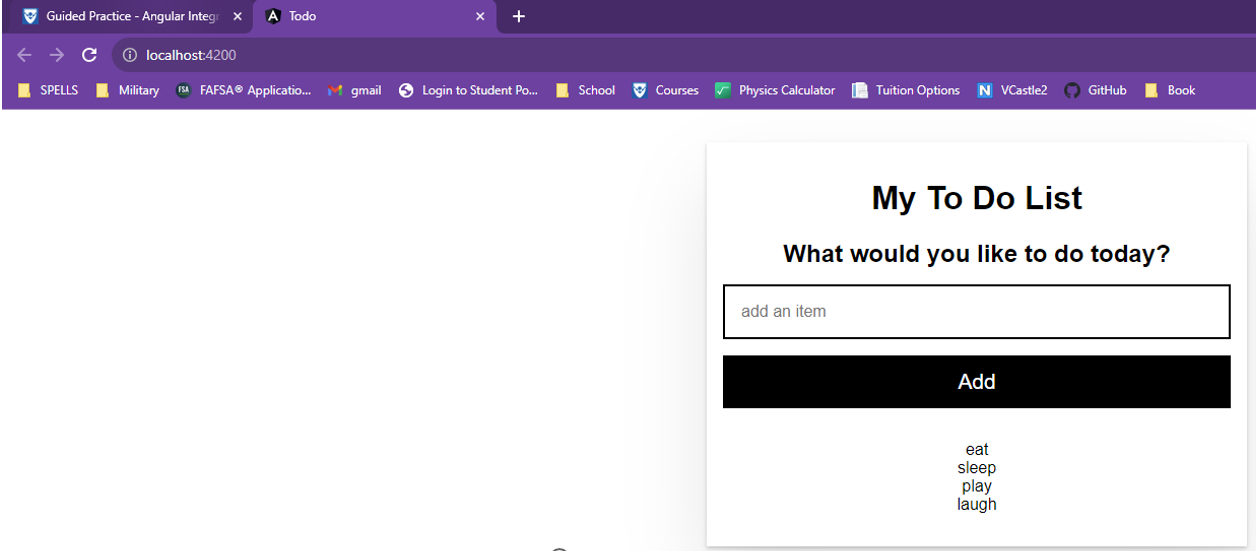 Guided Practice - Angular Integr Todo
localhost:4200
SPELLS Military FSA FAFSA® Applicatio... gmail Login to Student Po... School Courses Physics Calculator Tuition Options N VCastle2 GitHub Book
My To Do List
What would you like to do today?
add an item
Add
eat
sleep
play
laugh